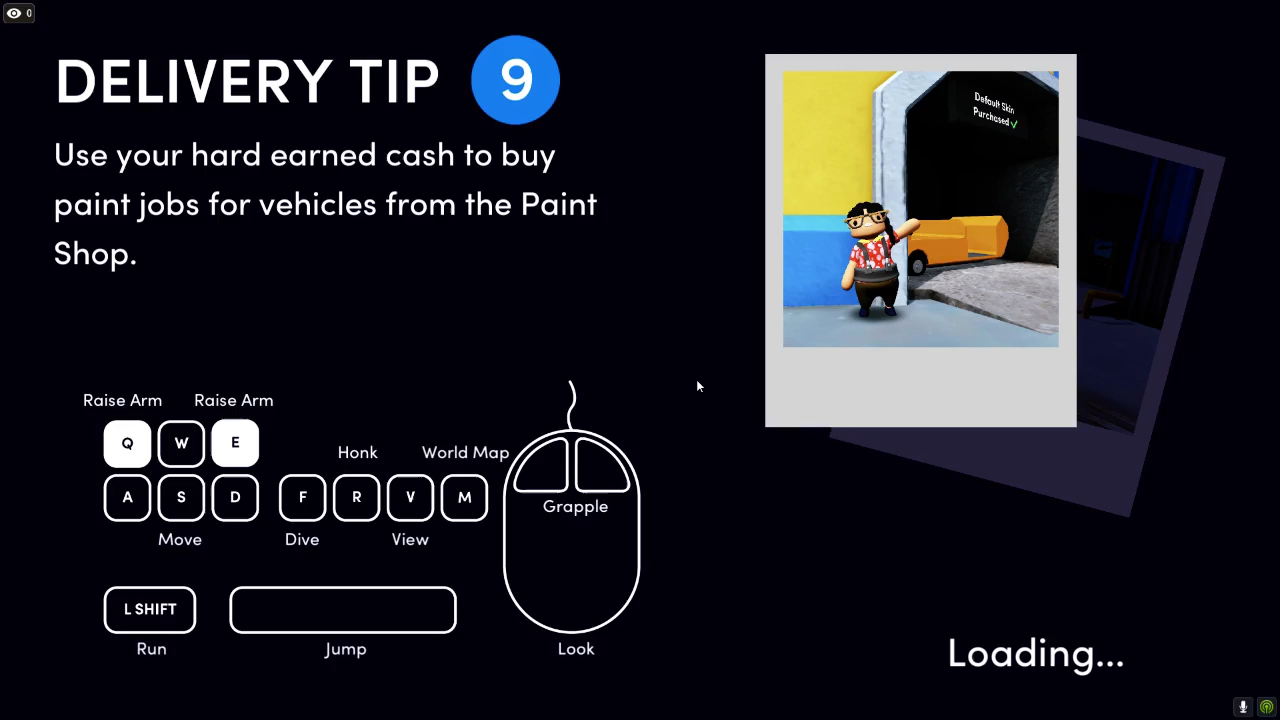 0
DELIVERY TIP 9
Use your hard earned cash to buy
paint jobs for vehicles from the Paint
Shop.
Default Skin
Purchased ✓
Raise Arm Raise Arm
Q W E
Honk World Map
A S D F R V M
Grapple
Move Dive View
L SHIFT
Run Jump Look
Loading...